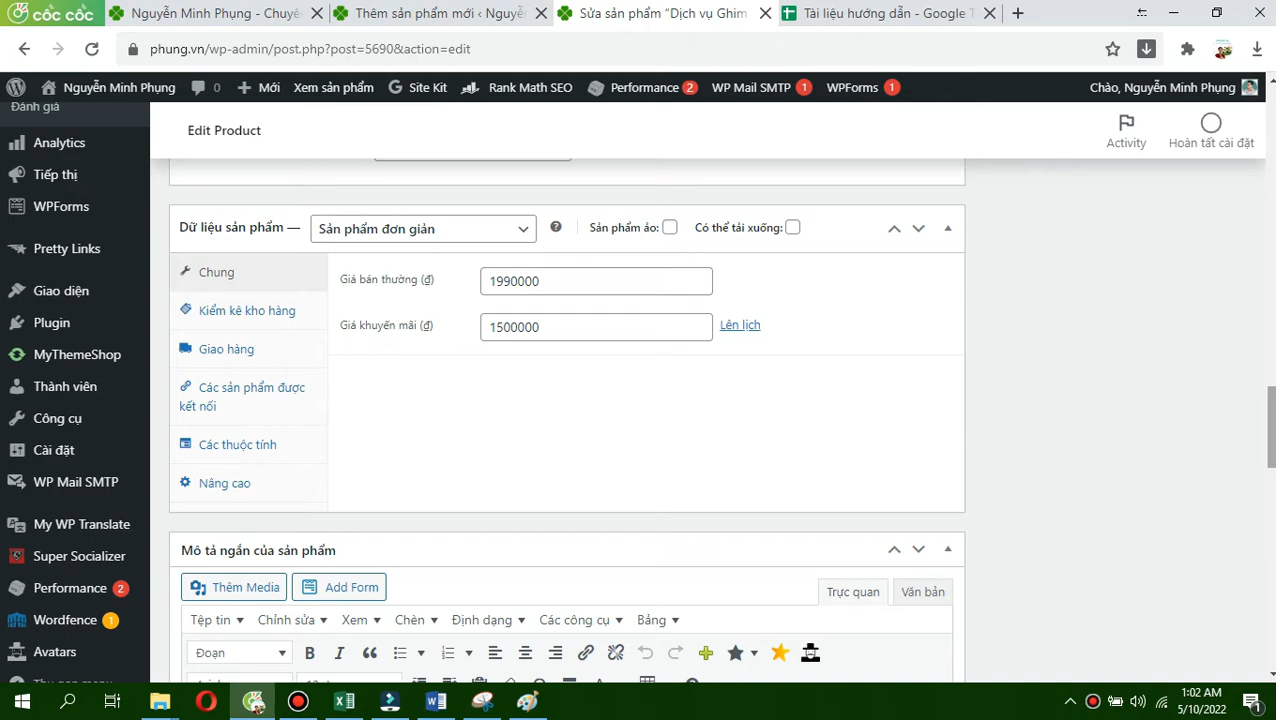 CỐC CỐC
Nguyễn Minh Phụng - Chuyê
Thêm sản phẩm mới ‹ Nguyễ
Sửa sản phẩm "Dịch vụ Ghim
Tài liệu hướng dẫn - Google T
phung.vn/wp-admin/post.php?post=5690&action=edit
Nguyễn Minh Phụng
0
Mới
Xem sản phẩm
Site Kit
Rank Math SEO
Performance 2
WP Mail SMTP 1
WPForms 1
Chào, Nguyễn Minh Phụng
Đánh giá
Analytics
Tiếp thị
WPForms
Pretty Links
Giao diện
Plugin
MyThemeShop
Thành viên
Công cụ
Cài đặt
WP Mail SMTP
My WP Translate
Super Socializer
Performance 2
Wordfence 1
Avatars
Thu gọn menu
Edit Product
Activity
Hoàn tất cài đặt
Dữ liệu sản phẩm —
Sản phẩm đơn giản
Sản phẩm ảo:
Có thể tải xuống:
Chung
Kiểm kê kho hàng
Giao hàng
Các sản phẩm được
kết nối
Các thuộc tính
Nâng cao
Giá bán thường (₫)
1990000
Giá khuyến mãi (₫)
1500000
Lên lịch
Mô tả ngắn của sản phẩm
Thêm Media
Add Form
Trực quan
Văn bản
Tệp tin
Chỉnh sửa
Xem
Chèn
Định dạng
Các công cụ
Bảng
Đoạn
B
I
1:02 AM
5/10/2022
1